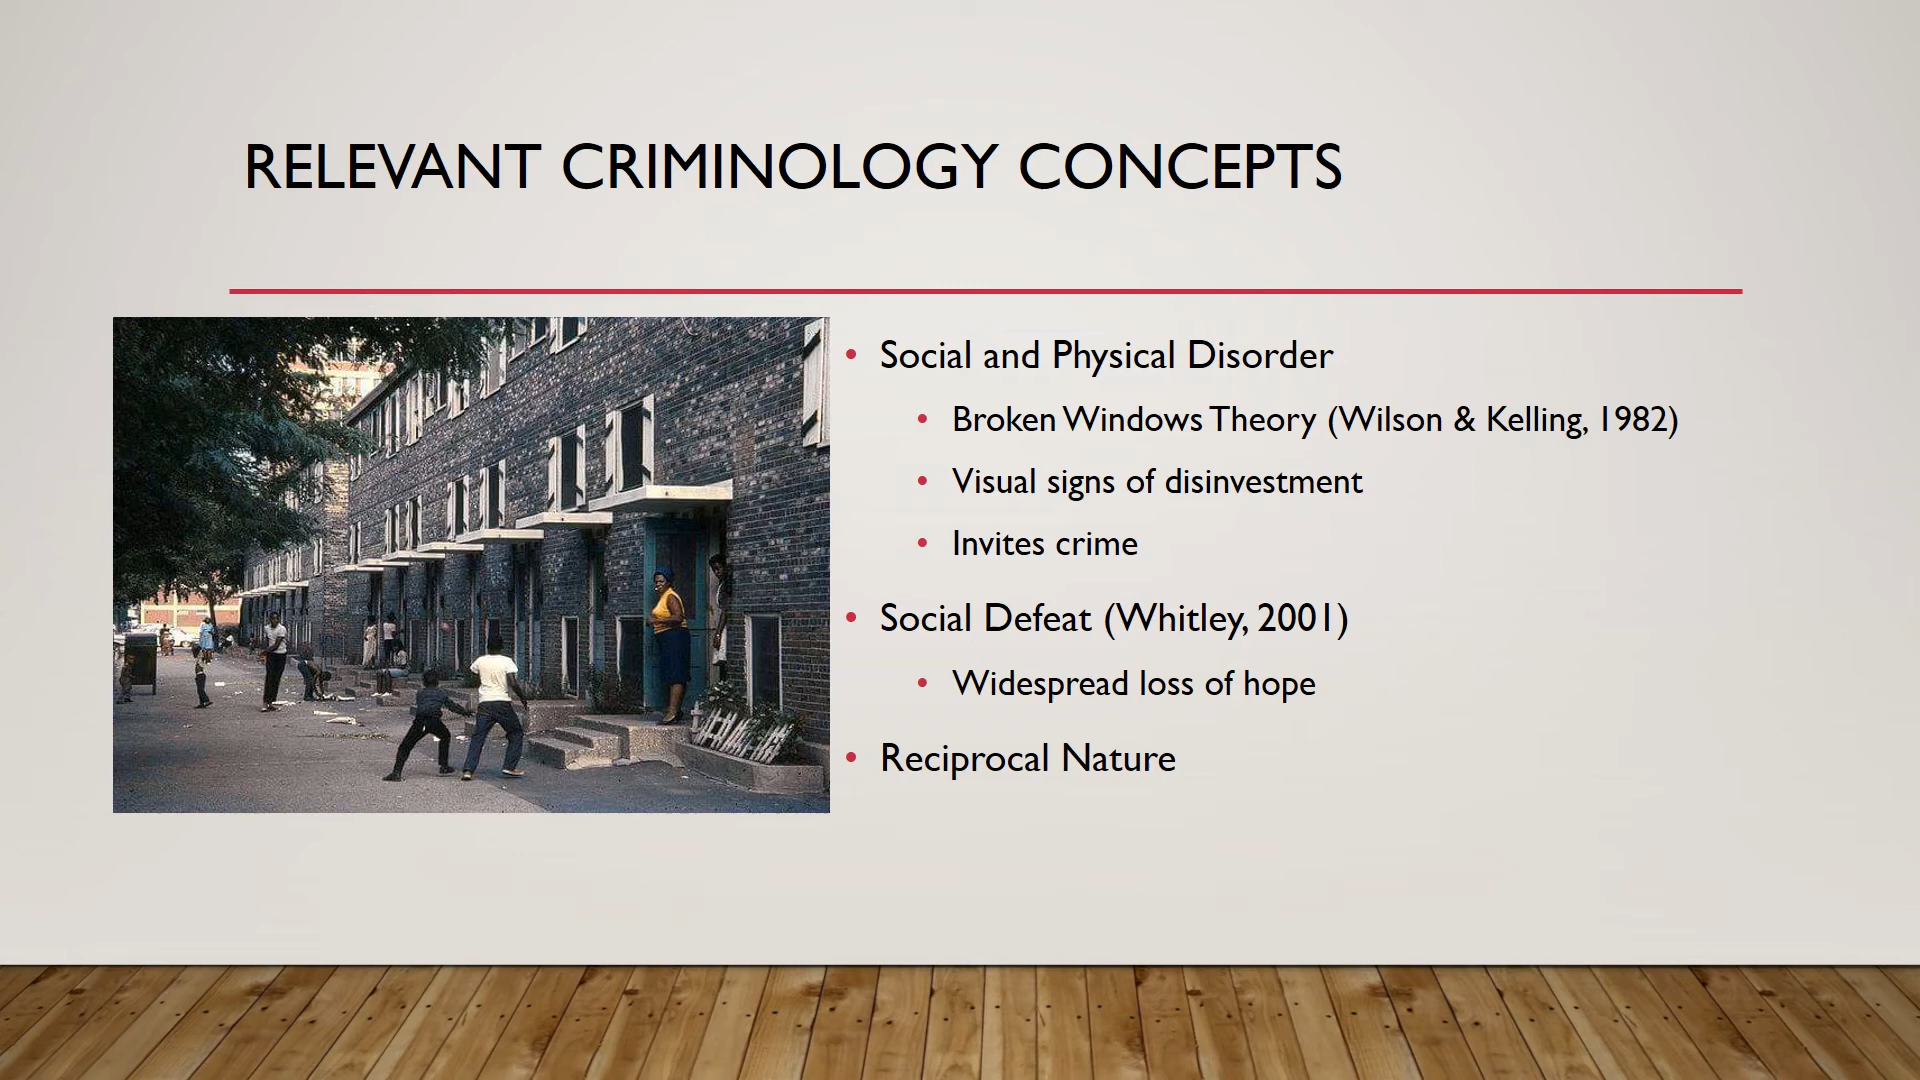 RELEVANT CRIMINOLOGY CONCEPTS
• Social and Physical Disorder
• Broken Windows Theory (Wilson & Kelling, 1982)
• Visual signs of disinvestment
• Invites crime
• Social Defeat (Whitley, 2001)
• Widespread loss of hope
• Reciprocal Nature